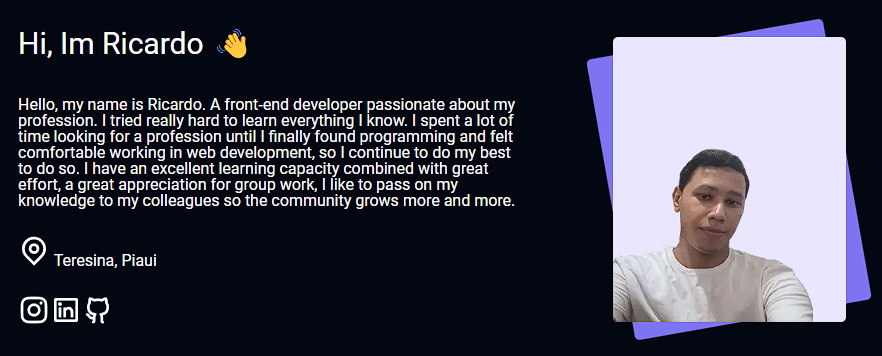 Hi, Im Ricardo 👋
Hello, my name is Ricardo. A front-end developer passionate about my
profession. I tried really hard to learn everything I know. I spent a lot of
time looking for a profession until I finally found programming and felt
comfortable working in web development, so I continue to do my best
to do so. I have an excellent learning capacity combined with great
effort, a great appreciation for group work, I like to pass on my
knowledge to my colleagues so the community grows more and more.
Teresina, Piaui